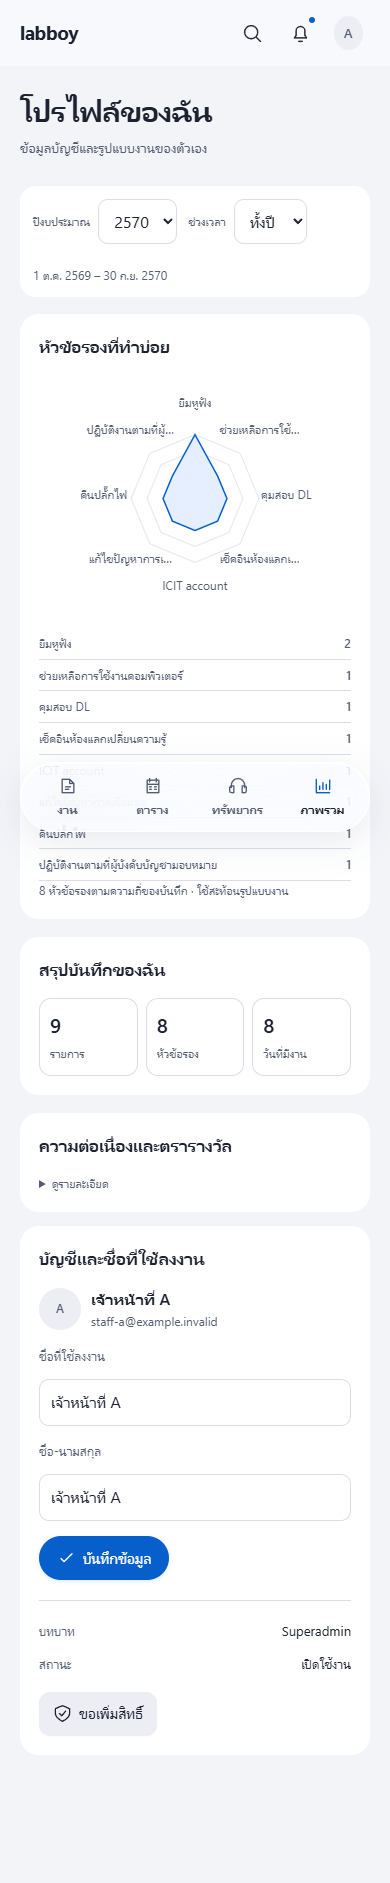 labboy
A
โปรไฟล์ของฉัน
ข้อมูลบัญชีและรูปแบบงานของตัวเอง
ปีงบประมาณ 2570 ช่วงเวลา ทั้งปี
1 ต.ค. 2569 – 30 ก.ย. 2570
หัวข้อรองที่ทำบ่อย
ยืมหูฟัง
ปฏิบัติงานตามที่ผู้... ช่วยเหลือการใช้...
ดินปลั๊กไฟ คุมสอบ DL
แก้ไขปัญหาการเ... เช็คอินห้องแลกเ...
ICIT account
ยืมหูฟัง 2
ช่วยเหลือการใช้งานคอมพิวเตอร์ 1
คุมสอบ DL 1
เช็คอินห้องแลกเปลี่ยนความรู้ 1
ICIT account 1
งาน ตาราง ทรัพยากร ภาพรวม
1
ปฏิบัติงานตามที่ผู้บังคับบัญชามอบหมาย 1
8 หัวข้อรองตามความถี่ของบันทึก · ใช้สะท้อนรูปแบบงาน
สรุปบันทึกของฉัน
9 8 8
รายการ หัวข้อรอง วันที่มีงาน
ความต่อเนื่องและตรารางวัล
ดูรายละเอียด
บัญชีและชื่อที่ใช้ลงงาน
A เจ้าหน้าที่ A
staff-a@example.invalid
ชื่อที่ใช้ลงงาน
เจ้าหน้าที่ A
ชื่อ-นามสกุล
เจ้าหน้าที่ A
บันทึกข้อมูล
บทบาท Superadmin
สถานะ เปิดใช้งาน
ขอเพิ่มสิทธิ์